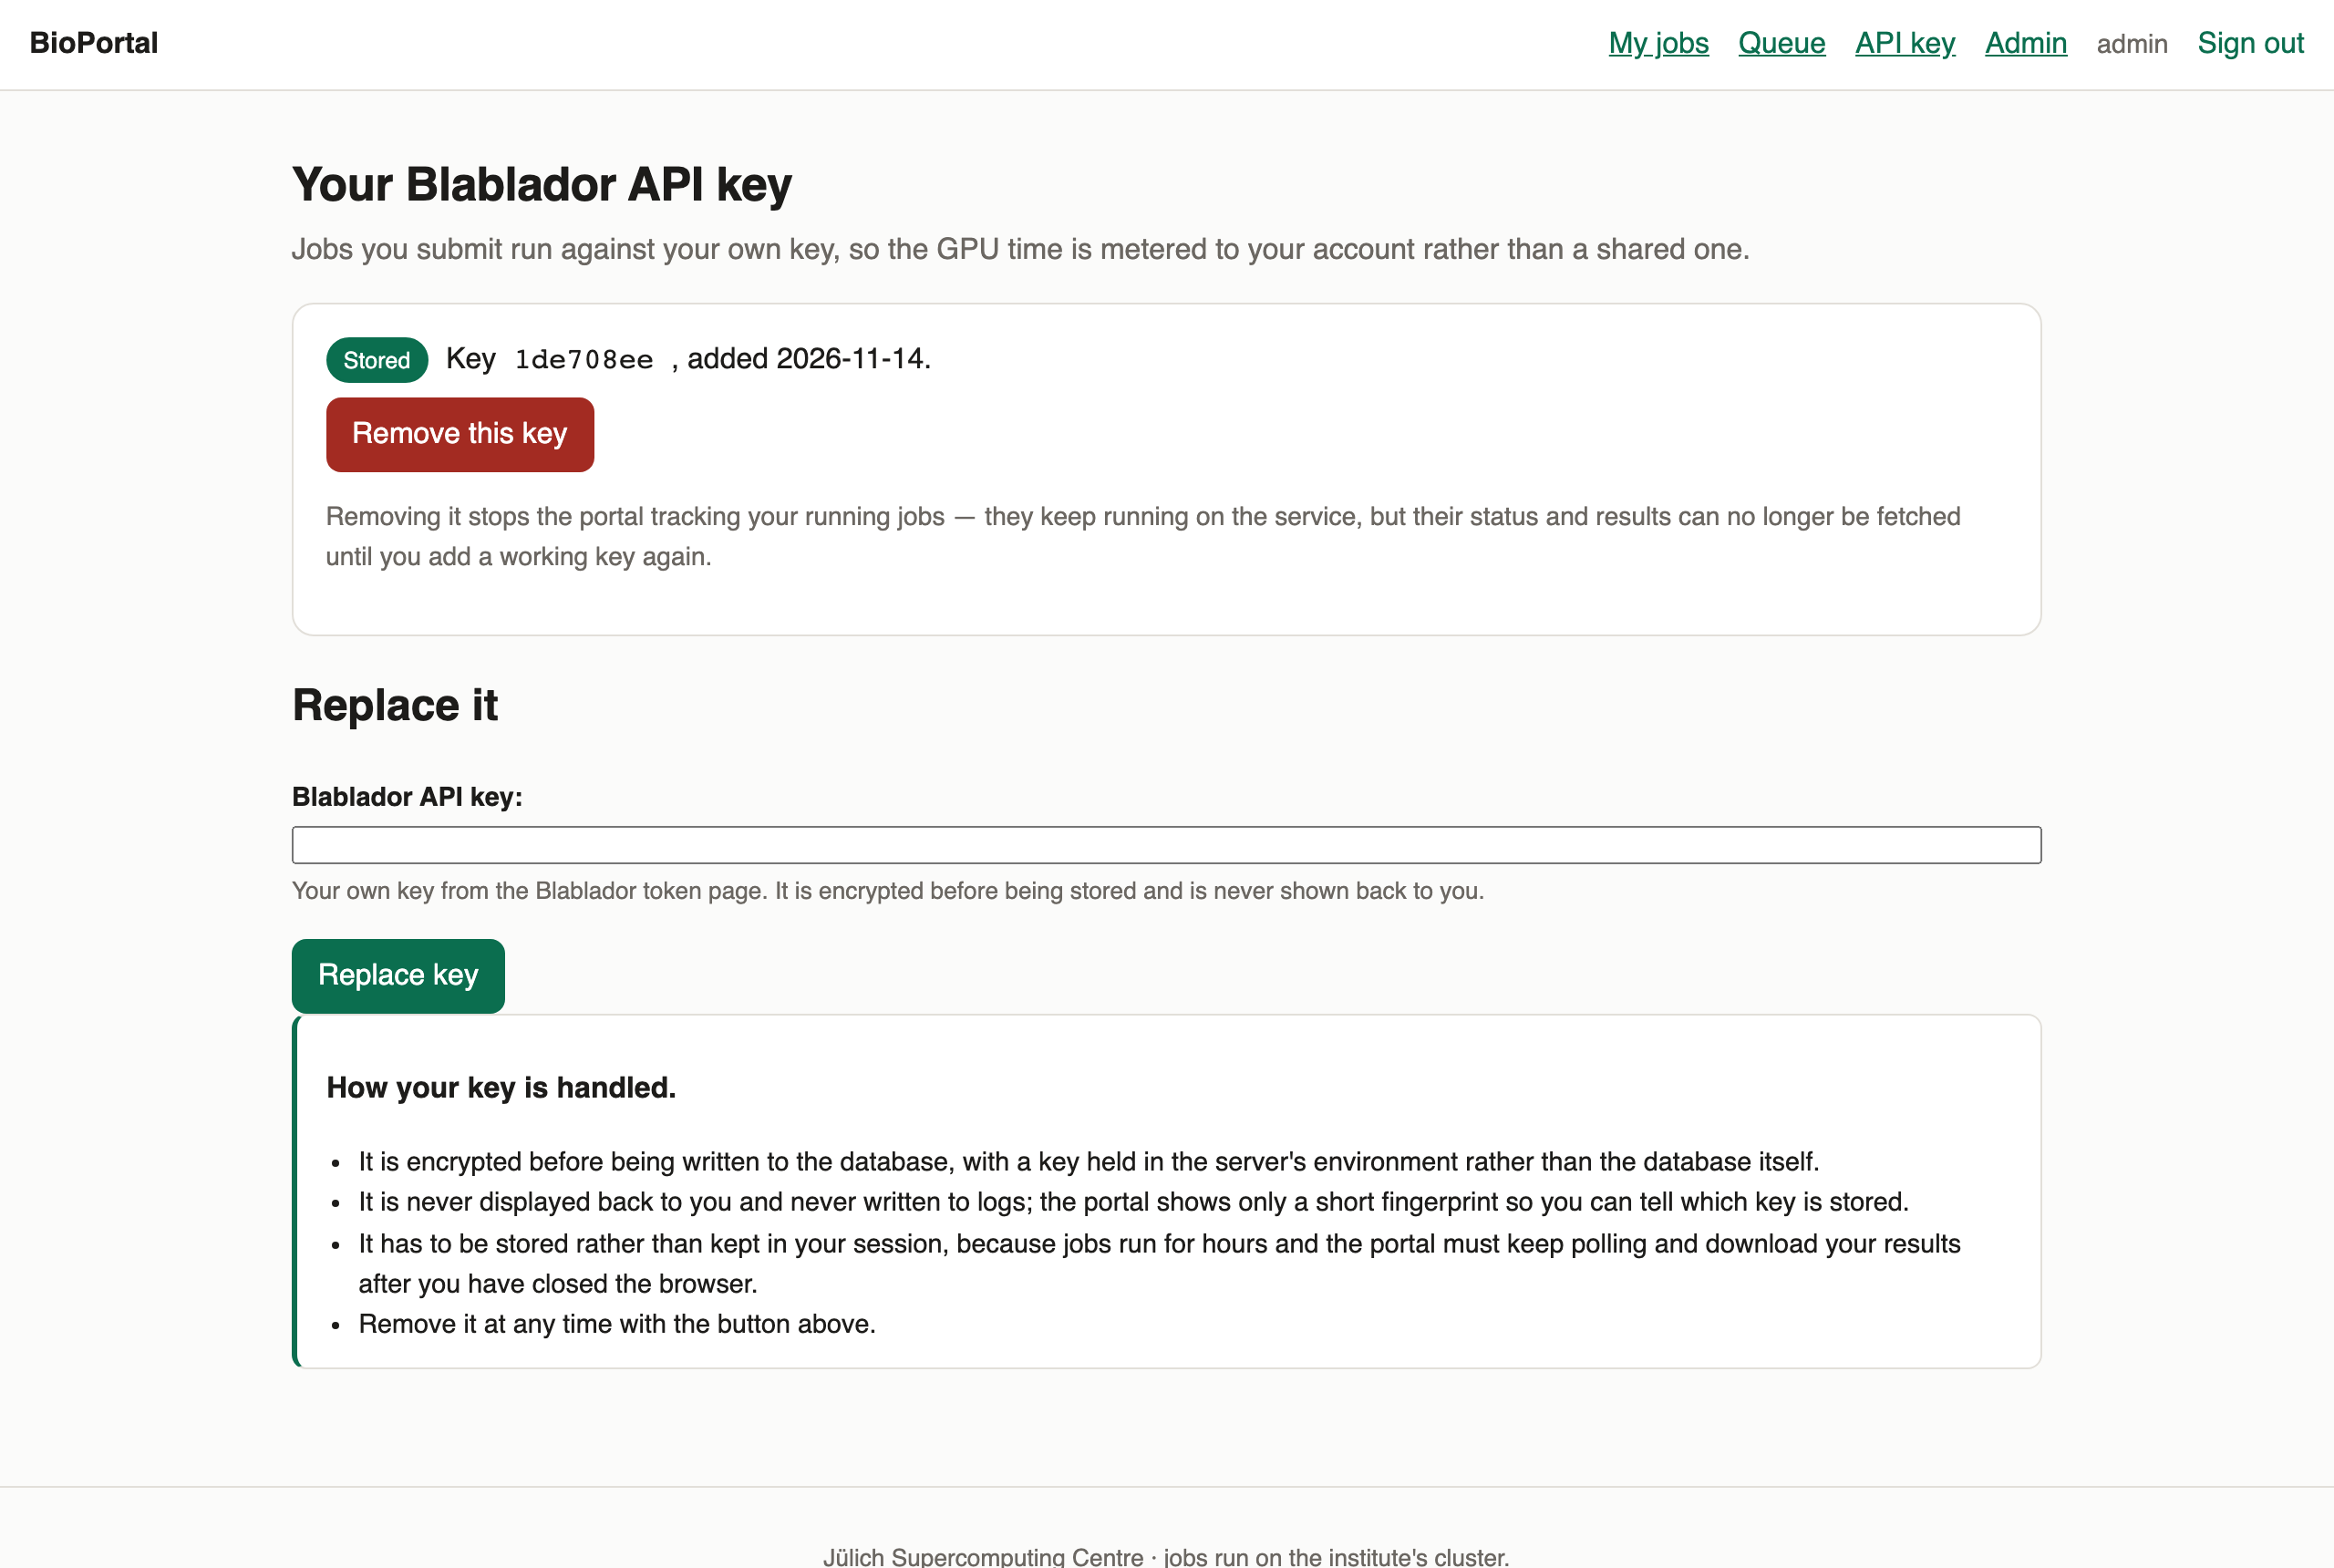 BioPortal
My jobs Queue API key Admin admin Sign out
Your Blablador API key
Jobs you submit run against your own key, so the GPU time is metered to your account rather than a shared one.
Stored Key 1de708ee , added 2026-11-14.
Remove this key
Removing it stops the portal tracking your running jobs — they keep running on the service, but their status and results can no longer be fetched
until you add a working key again.
Replace it
Blablador API key:
Your own key from the Blablador token page. It is encrypted before being stored and is never shown back to you.
Replace key
How your key is handled.
• It is encrypted before being written to the database, with a key held in the server's environment rather than the database itself.
• It is never displayed back to you and never written to logs; the portal shows only a short fingerprint so you can tell which key is stored.
• It has to be stored rather than kept in your session, because jobs run for hours and the portal must keep polling and download your results
after you have closed the browser.
• Remove it at any time with the button above.
Jülich Supercomputing Centre · jobs run on the institute's cluster.